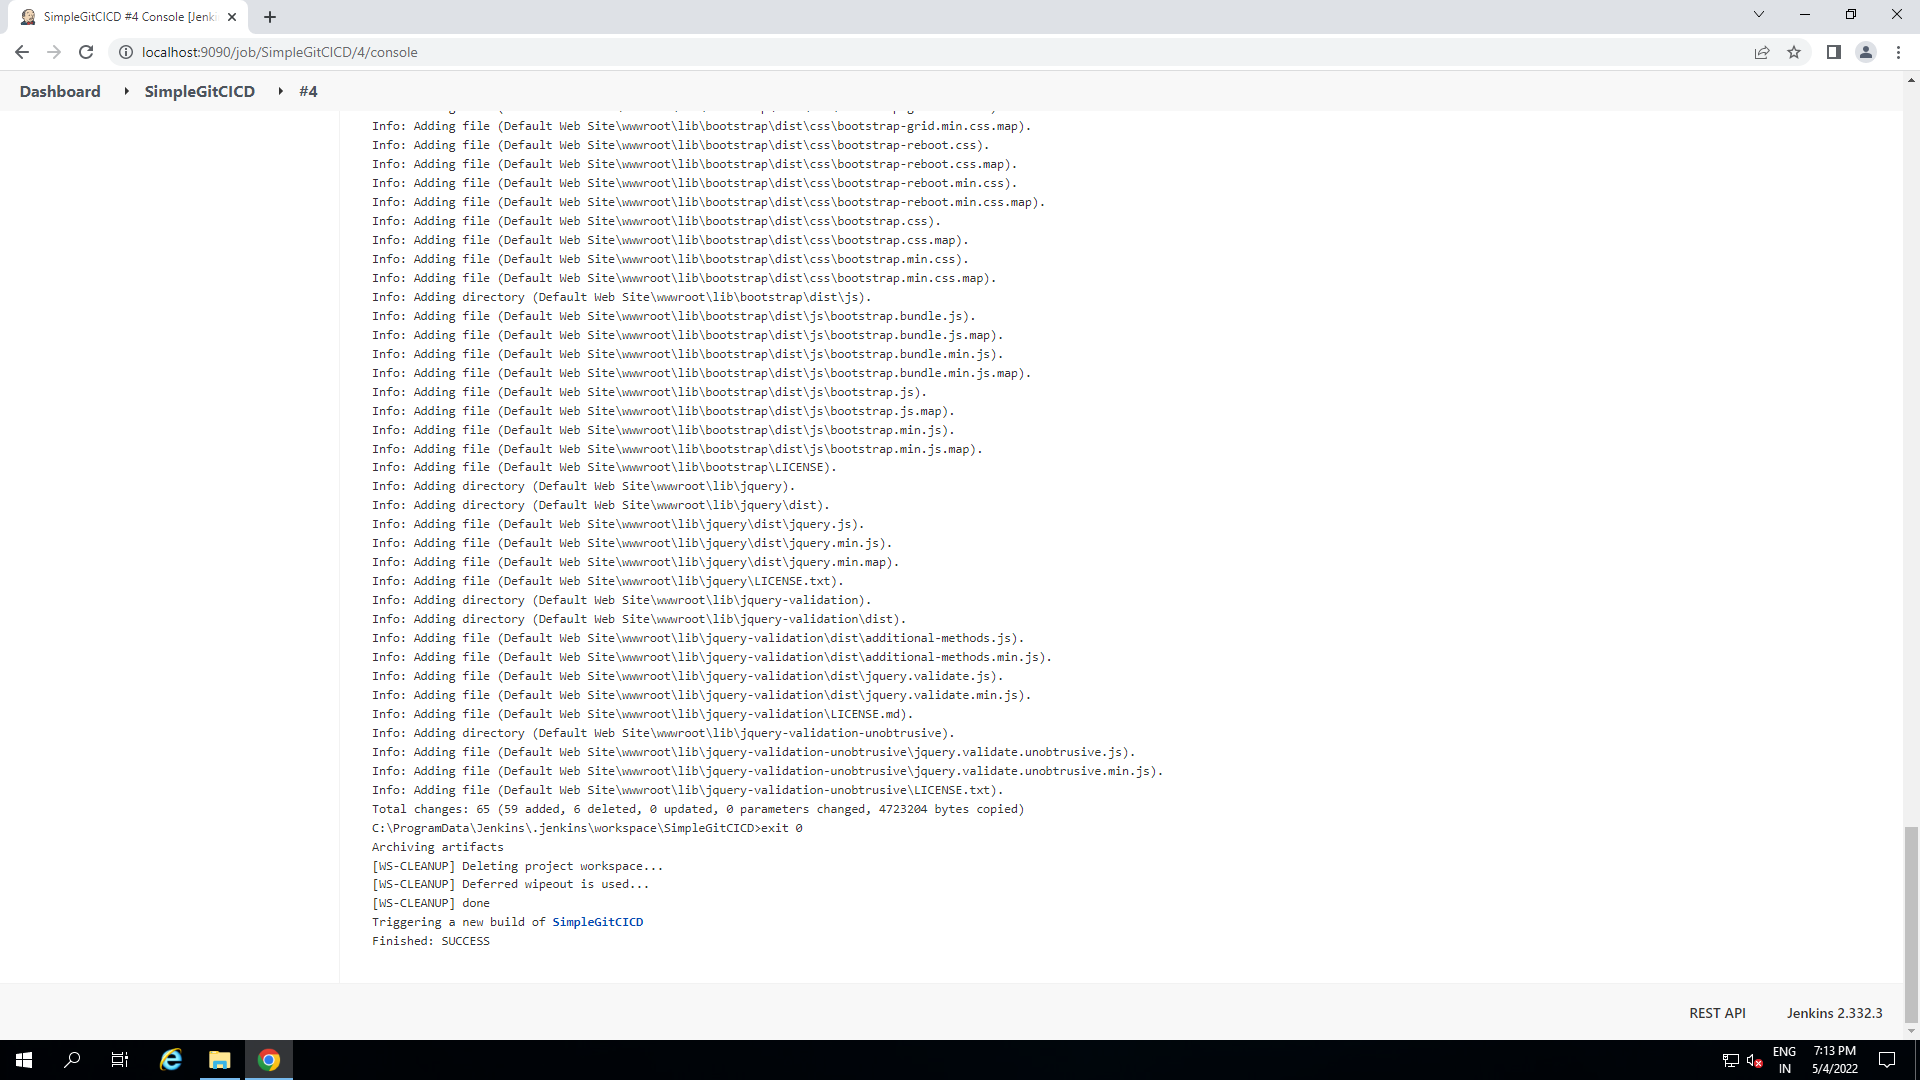 SimpleGitCICD #4 Console [Jenki
localhost:9090/job/SimpleGitCICD/4/console
Dashboard SimpleGitCICD #4
Info: Adding file (Default Web Site\wwwroot\lib\bootstrap\dist\css\bootstrap-grid.min.css.map).
Info: Adding file (Default Web Site\wwwroot\lib\bootstrap\dist\css\bootstrap-reboot.css).
Info: Adding file (Default Web Site\wwwroot\lib\bootstrap\dist\css\bootstrap-reboot.css.map).
Info: Adding file (Default Web Site\wwwroot\lib\bootstrap\dist\css\bootstrap-reboot.min.css).
Info: Adding file (Default Web Site\wwwroot\lib\bootstrap\dist\css\bootstrap-reboot.min.css.map).
Info: Adding file (Default Web Site\wwwroot\lib\bootstrap\dist\css\bootstrap.css).
Info: Adding file (Default Web Site\wwwroot\lib\bootstrap\dist\css\bootstrap.css.map).
Info: Adding file (Default Web Site\wwwroot\lib\bootstrap\dist\css\bootstrap.min.css).
Info: Adding file (Default Web Site\wwwroot\lib\bootstrap\dist\css\bootstrap.min.css.map).
Info: Adding directory (Default Web Site\wwwroot\lib\bootstrap\dist\js).
Info: Adding file (Default Web Site\wwwroot\lib\bootstrap\dist\js\bootstrap.bundle.js).
Info: Adding file (Default Web Site\wwwroot\lib\bootstrap\dist\js\bootstrap.bundle.js.map).
Info: Adding file (Default Web Site\wwwroot\lib\bootstrap\dist\js\bootstrap.bundle.min.js).
Info: Adding file (Default Web Site\wwwroot\lib\bootstrap\dist\js\bootstrap.bundle.min.js.map).
Info: Adding file (Default Web Site\wwwroot\lib\bootstrap\dist\js\bootstrap.js).
Info: Adding file (Default Web Site\wwwroot\lib\bootstrap\dist\js\bootstrap.js.map).
Info: Adding file (Default Web Site\wwwroot\lib\bootstrap\dist\js\bootstrap.min.js).
Info: Adding file (Default Web Site\wwwroot\lib\bootstrap\dist\js\bootstrap.min.js.map).
Info: Adding file (Default Web Site\wwwroot\lib\bootstrap\LICENSE).
Info: Adding directory (Default Web Site\wwwroot\lib\jquery).
Info: Adding directory (Default Web Site\wwwroot\lib\jquery\dist).
Info: Adding file (Default Web Site\wwwroot\lib\jquery\dist\jquery.js).
Info: Adding file (Default Web Site\wwwroot\lib\jquery\dist\jquery.min.js).
Info: Adding file (Default Web Site\wwwroot\lib\jquery\dist\jquery.min.map).
Info: Adding file (Default Web Site\wwwroot\lib\jquery\LICENSE.txt).
Info: Adding directory (Default Web Site\wwwroot\lib\jquery-validation).
Info: Adding directory (Default Web Site\wwwroot\lib\jquery-validation\dist).
Info: Adding file (Default Web Site\wwwroot\lib\jquery-validation\dist\additional-methods.js).
Info: Adding file (Default Web Site\wwwroot\lib\jquery-validation\dist\additional-methods.min.js).
Info: Adding file (Default Web Site\wwwroot\lib\jquery-validation\dist\jquery.validate.js).
Info: Adding file (Default Web Site\wwwroot\lib\jquery-validation\dist\jquery.validate.min.js).
Info: Adding file (Default Web Site\wwwroot\lib\jquery-validation\LICENSE.md).
Info: Adding directory (Default Web Site\wwwroot\lib\jquery-validation-unobtrusive).
Info: Adding file (Default Web Site\wwwroot\lib\jquery-validation-unobtrusive\jquery.validate.unobtrusive.js).
Info: Adding file (Default Web Site\wwwroot\lib\jquery-validation-unobtrusive\jquery.validate.unobtrusive.min.js).
Info: Adding file (Default Web Site\wwwroot\lib\jquery-validation-unobtrusive\LICENSE.txt).
Total changes: 65 (59 added, 6 deleted, 0 updated, 0 parameters changed, 4723204 bytes copied)
C:\ProgramData\Jenkins\.jenkins\workspace\SimpleGitCICD>exit 0
Archiving artifacts
[WS-CLEANUP] Deleting project workspace...
[WS-CLEANUP] Deferred wipeout is used...
[WS-CLEANUP] done
Triggering a new build of SimpleGitCICD
Finished: SUCCESS
REST API Jenkins 2.332.3
ENG 7:13 PM
IN 5/4/2022